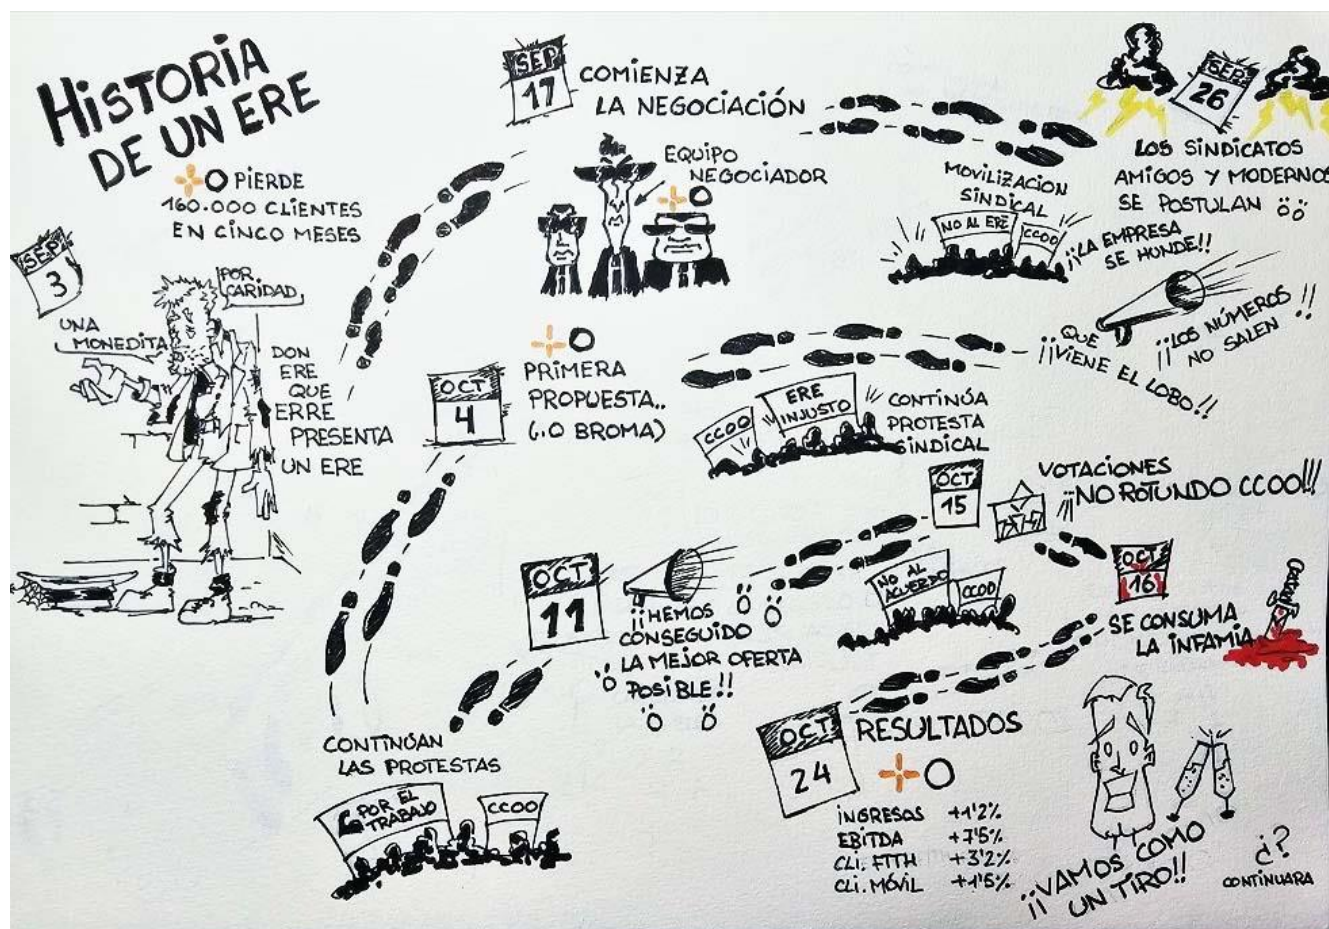 HISTORIA
DE UN ERE
PIERDE
160.000 CLIENTES
EN CINCO MESES
SEP
3
POR
CARIDAD
UNA
MONEDITA
DON
ERE
QUE
ERRE
PRESENTA
UN ERE
SEP
17
COMIENZA
LA NEGOCIACIÓN
EQUIPO
NEGOCIADOR
SEP
26
LOS SINDICATOS
AMIGOS Y MODERNOS
SE POSTULAN
MOVILIZACION
SINDICAL
NO AL ERE
CCOO
¡¡LA EMPRESA
SE HUNDE!!
¡¡QUE
VIENE EL LOBO!!
¡¡LOS NÚMEROS
NO SALEN!!
OCT
4
PRIMERA
PROPUESTA..
(¿O BROMA)
CCOO
ERE
INJUSTO
CONTINÚA
PROTESTA
SINDICAL
CONTINÚAN
LAS PROTESTAS
POR EL
TRABAJO
CCOO
OCT
11
¡¡HEMOS
CONSEGUIDO
LA MEJOR OFERTA
POSIBLE!!
OCT
15
VOTACIONES
¡¡NO ROTUNDO CCOO!!!
NO AL
ACUERDO
CCOO
OCT
16
SE CONSUMA
LA INFAMIA
OCT
24
RESULTADOS
INGRESOS +1'2%
EBITDA +7'5%
CLI. FTTH +3'2%
CLI. MÓVIL +1'5%
¡¡VAMOS COMO
UN TIRO!!
¿?
CONTINUARA